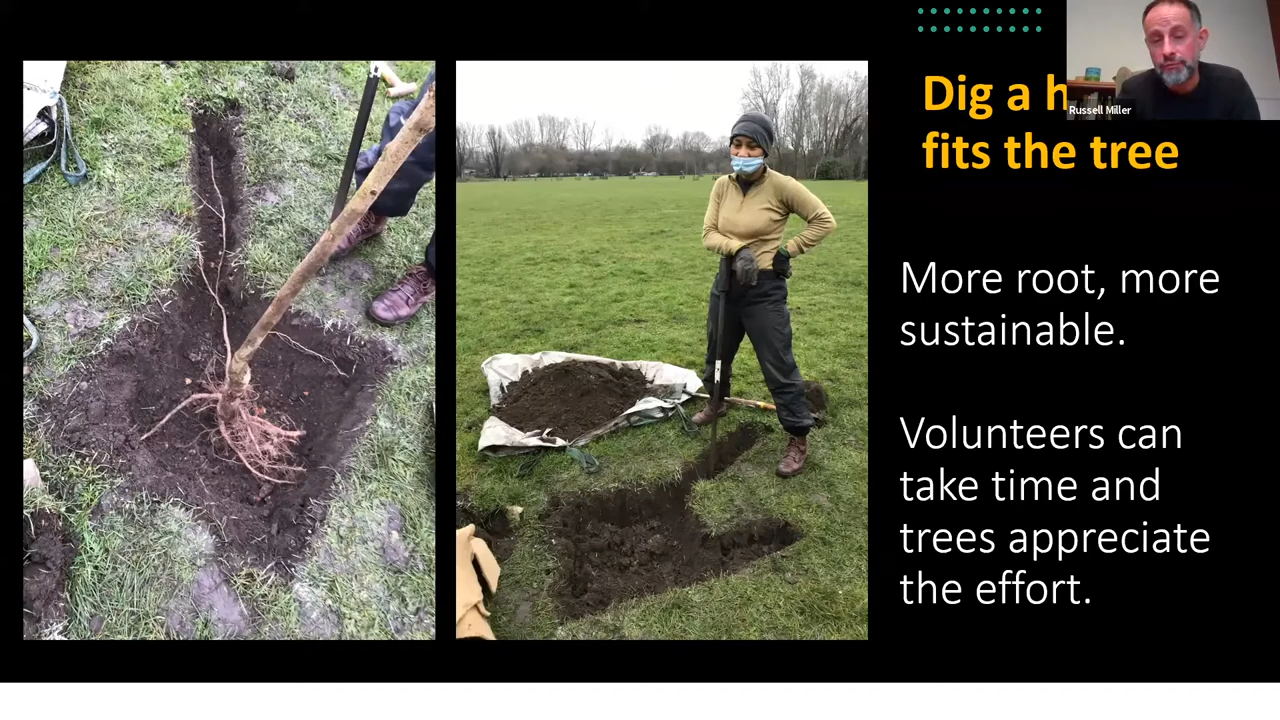 Dig a h
fits the tree
Russell Miller
More root, more
sustainable.
Volunteers can
take time and
trees appreciate
the effort.